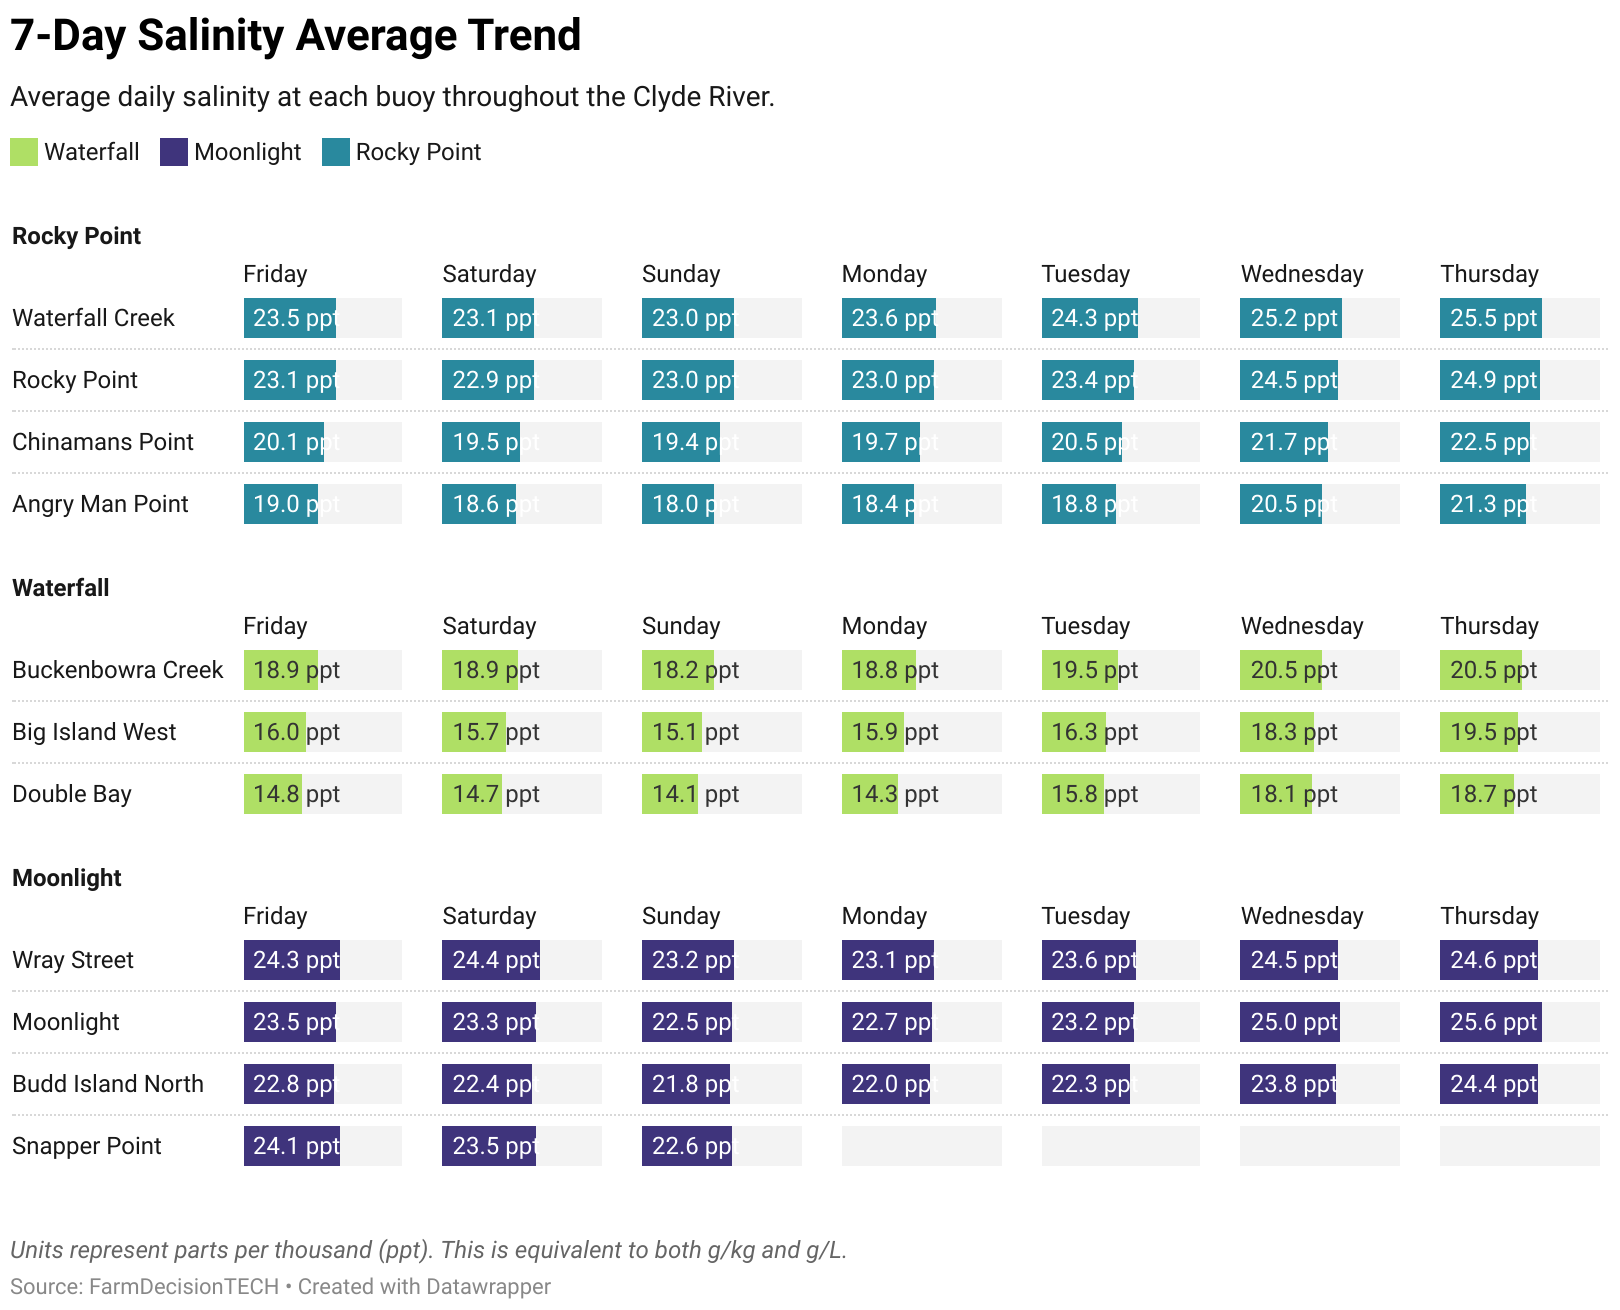 7-Day Salinity Average Trend
Average daily salinity at each buoy throughout the Clyde River.
Waterfall Moonlight Rocky Point
Rocky Point
Friday Saturday Sunday Monday Tuesday Wednesday Thursday
Waterfall Creek 23.5 ppt 23.1 ppt 23.0 ppt 23.6 ppt 24.3 ppt 25.2 ppt 25.5 ppt
Rocky Point 23.1 ppt 22.9 ppt 23.0 ppt 23.0 ppt 23.4 ppt 24.5 ppt 24.9 ppt
Chinamans Point 20.1 ppt 19.5 ppt 19.4 ppt 19.7 ppt 20.5 ppt 21.7 ppt 22.5 ppt
Angry Man Point 19.0 ppt 18.6 ppt 18.0 ppt 18.4 ppt 18.8 ppt 20.5 ppt 21.3 ppt
Waterfall
Friday Saturday Sunday Monday Tuesday Wednesday Thursday
Buckenbowra Creek 18.9 ppt 18.9 ppt 18.2 ppt 18.8 ppt 19.5 ppt 20.5 ppt 20.5 ppt
Big Island West 16.0 ppt 15.7 ppt 15.1 ppt 15.9 ppt 16.3 ppt 18.3 ppt 19.5 ppt
Double Bay 14.8 ppt 14.7 ppt 14.1 ppt 14.3 ppt 15.8 ppt 18.1 ppt 18.7 ppt
Moonlight
Friday Saturday Sunday Monday Tuesday Wednesday Thursday
Wray Street 24.3 ppt 24.4 ppt 23.2 ppt 23.1 ppt 23.6 ppt 24.5 ppt 24.6 ppt
Moonlight 23.5 ppt 23.3 ppt 22.5 ppt 22.7 ppt 23.2 ppt 25.0 ppt 25.6 ppt
Budd Island North 22.8 ppt 22.4 ppt 21.8 ppt 22.0 ppt 22.3 ppt 23.8 ppt 24.4 ppt
Snapper Point 24.1 ppt 23.5 ppt 22.6 ppt
Units represent parts per thousand (ppt). This is equivalent to both g/kg and g/L.
Source: FarmDecisionTECH • Created with Datawrapper